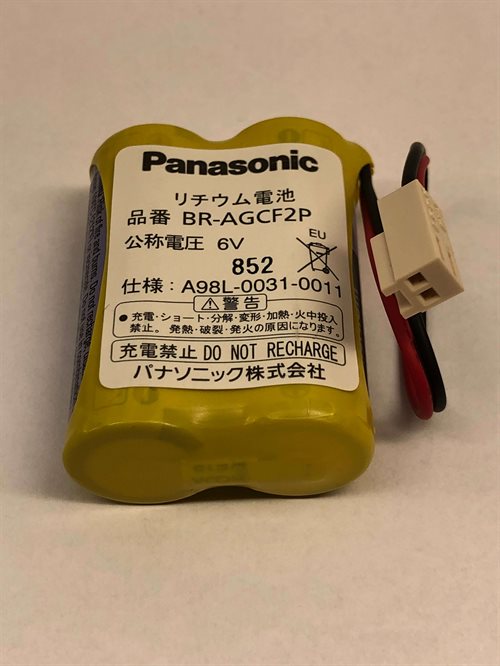 Panasonic
リチウム電池
品番 BR-AGCF2P
公称電圧 6V
EU
852
仕様：A98L-0031-0011
⚠警告
●充電・ショート・分解・変形・加熱・火中投入
禁止。発熱・破裂・発火の原因になります。
充電禁止 DO NOT RECHARGE
パナソニック株式会社